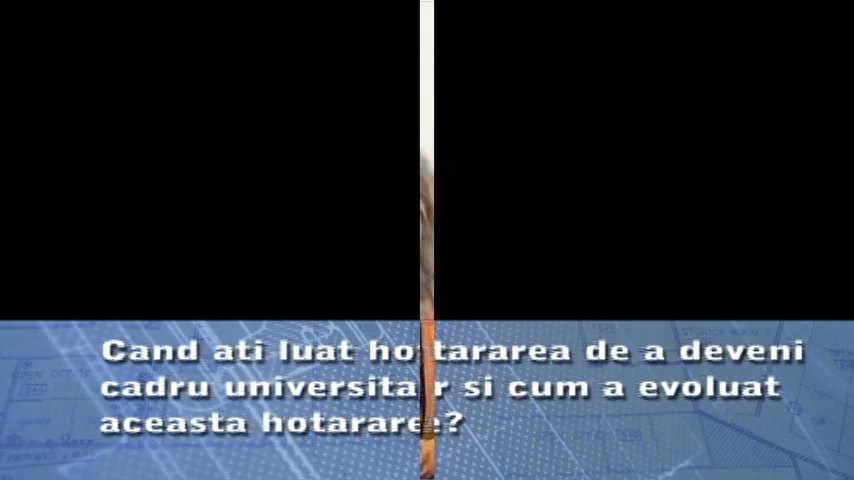 Cand ati luat hotararea de a deveni
cadru universitar si cum a evoluat
aceasta hotarare?